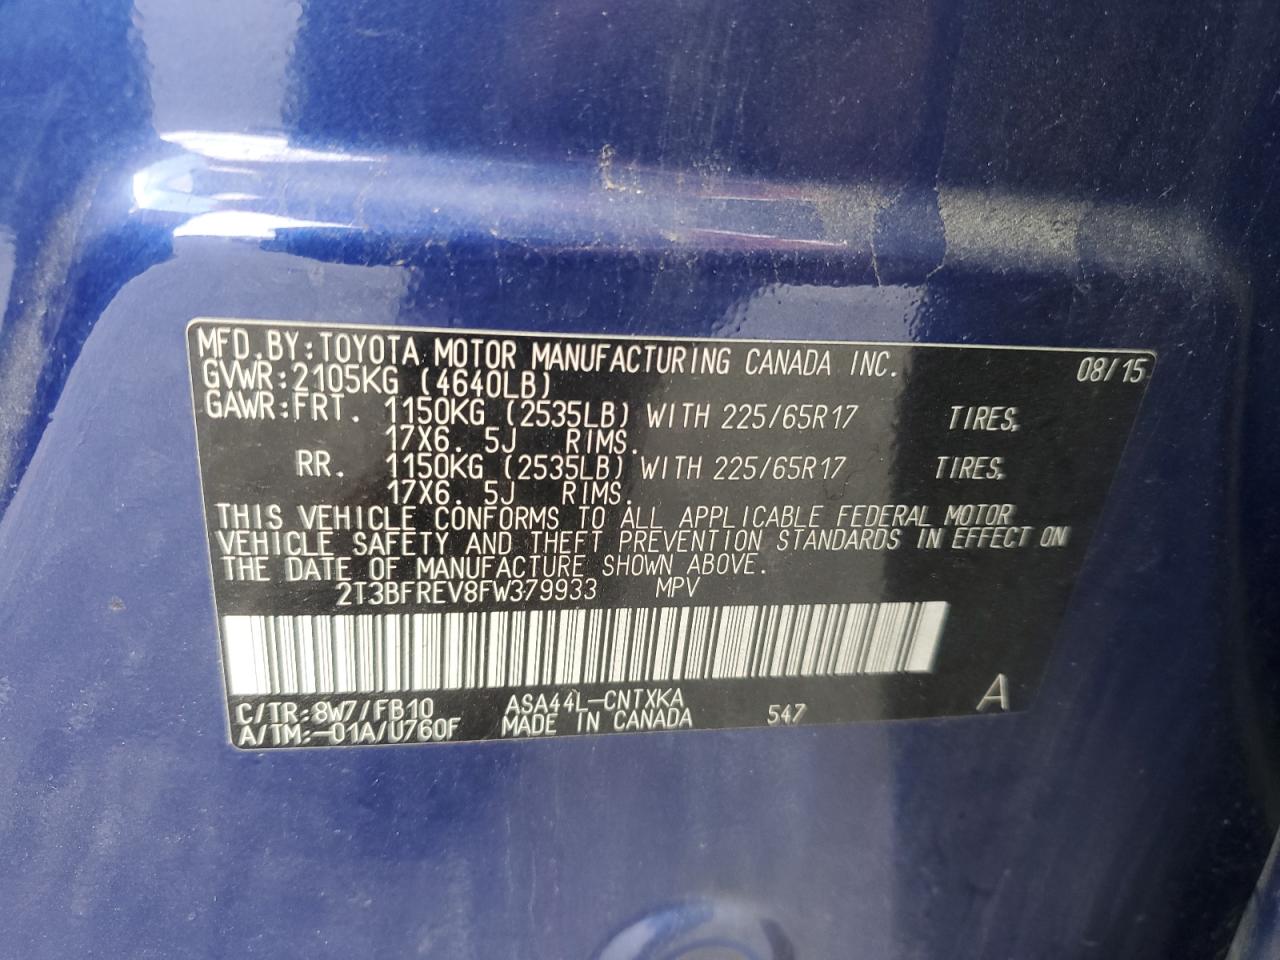 MFD. BY: TOYOTA MOTOR MANUFACTURING CANADA INC. 08/15
GVWR: 2105KG (4640LB)
GAWR: FRT. 1150KG (2535LB) WITH 225/65R17 TIRES,
17X6. 5J RIMS.
RR. 1150KG (2535LB) WITH 225/65R17 TIRES,
17X6. 5J RIMS.
THIS VEHICLE CONFORMS TO ALL APPLICABLE FEDERAL MOTOR
VEHICLE SAFETY AND THEFT PREVENTION STANDARDS IN EFFECT ON
THE DATE OF MANUFACTURE SHOWN ABOVE.
2T3BFREV8FW379933 MPV
C/TR: 8W7/FB10 ASA44L-CNTXKA
A/TM: -01A/U760F MADE IN CANADA 547 A